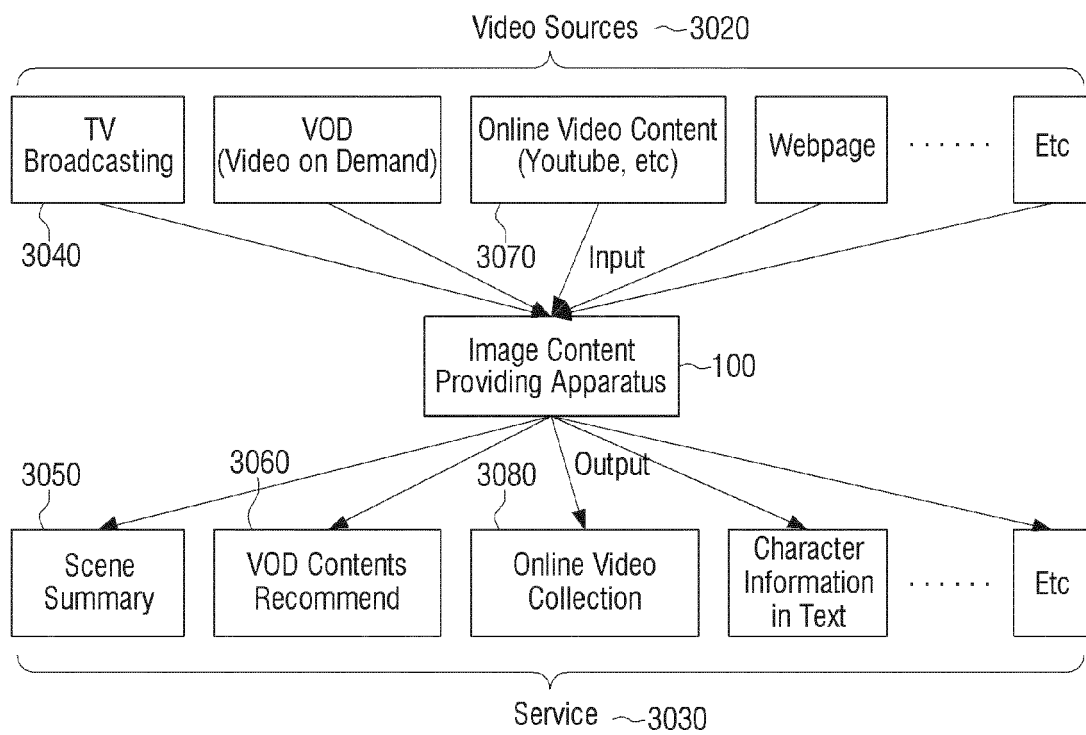 Video Sources 3020
TV
Broadcasting
VOD
(Video on Demand)
Online Video Content
(Youtube, etc)
Webpage
......
Etc
3040
3070
Input
Image Content
Providing Apparatus
100
Output
3050
3060
3080
Scene
Summary
VOD Contents
Recommend
Online Video
Collection
Character
Information
in Text
......
Etc
Service 3030